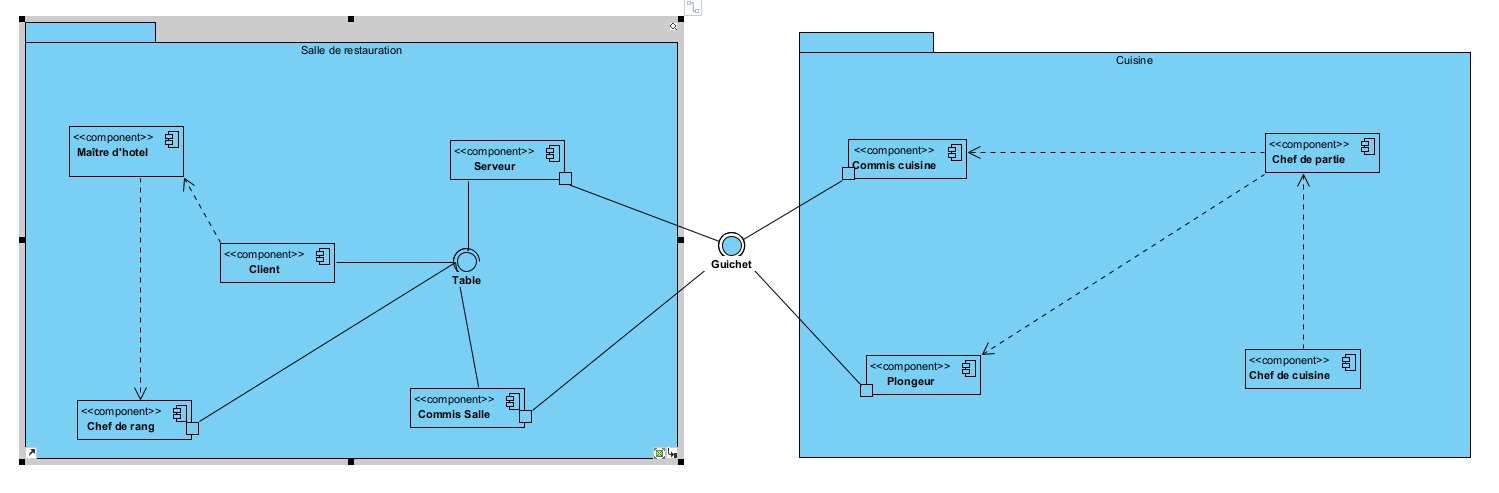 Salle de restauration
<<component>>
Maître d'hotel
<<component>>
Serveur
<<component>>
Client
Table
<<component>>
Chef de rang
<<component>>
Commis Salle
Guichet
Cuisine
<<component>>
Commis cuisine
<<component>>
Chef de partie
<<component>>
Plongeur
<<component>>
Chef de cuisine